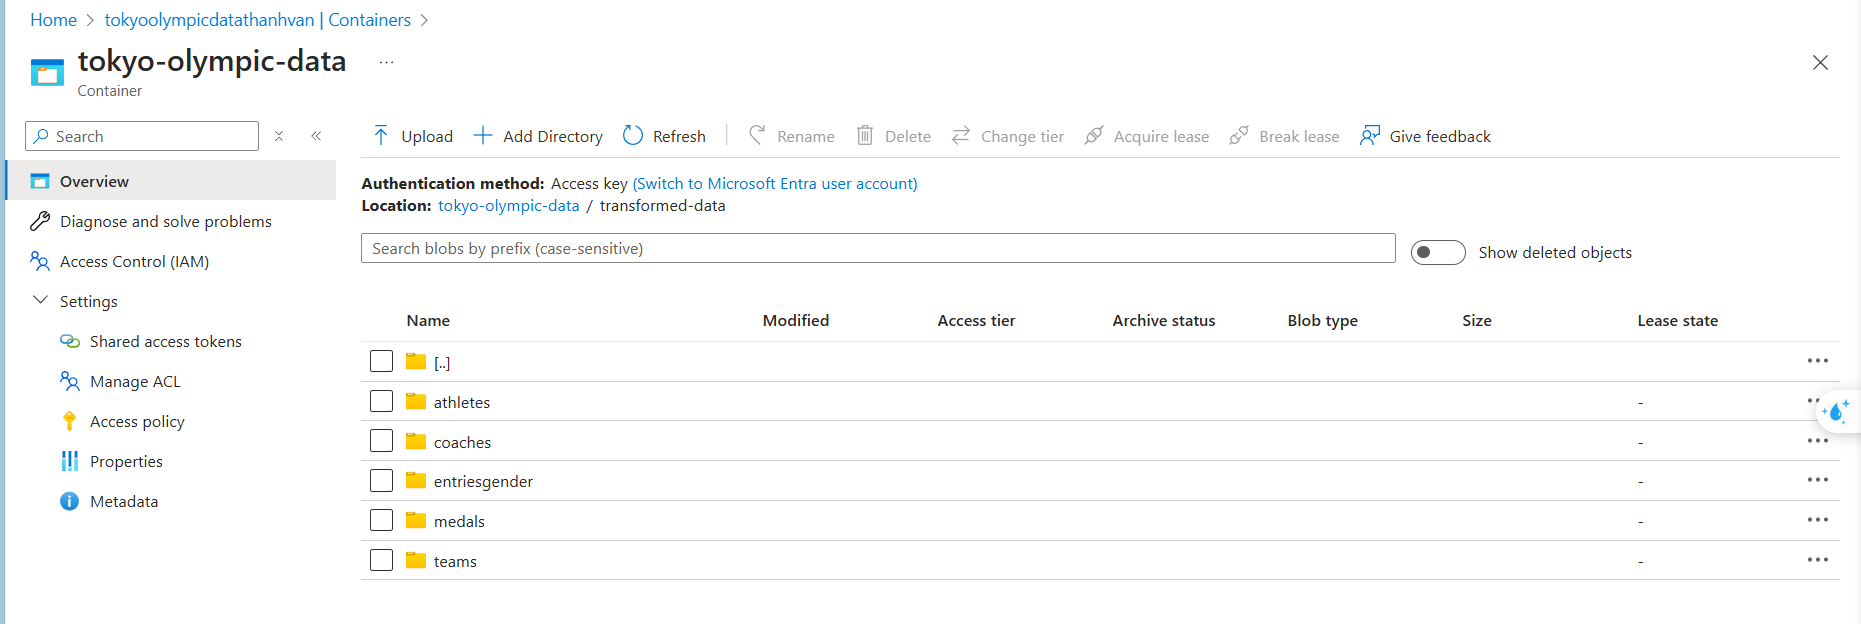 Home > tokyoolympicdatathanhvan | Containers >
tokyo-olympic-data ...
Container
Search
Upload Add Directory Refresh Rename Delete Change tier Acquire lease Break lease Give feedback
Overview
Diagnose and solve problems
Access Control (IAM)
Settings
Shared access tokens
Manage ACL
Access policy
Properties
Metadata
Authentication method: Access key (Switch to Microsoft Entra user account)
Location: tokyo-olympic-data / transformed-data
Search blobs by prefix (case-sensitive)
Show deleted objects
Name Modified Access tier Archive status Blob type Size Lease state
[..]
athletes -
coaches -
entriesgender -
medals -
teams -